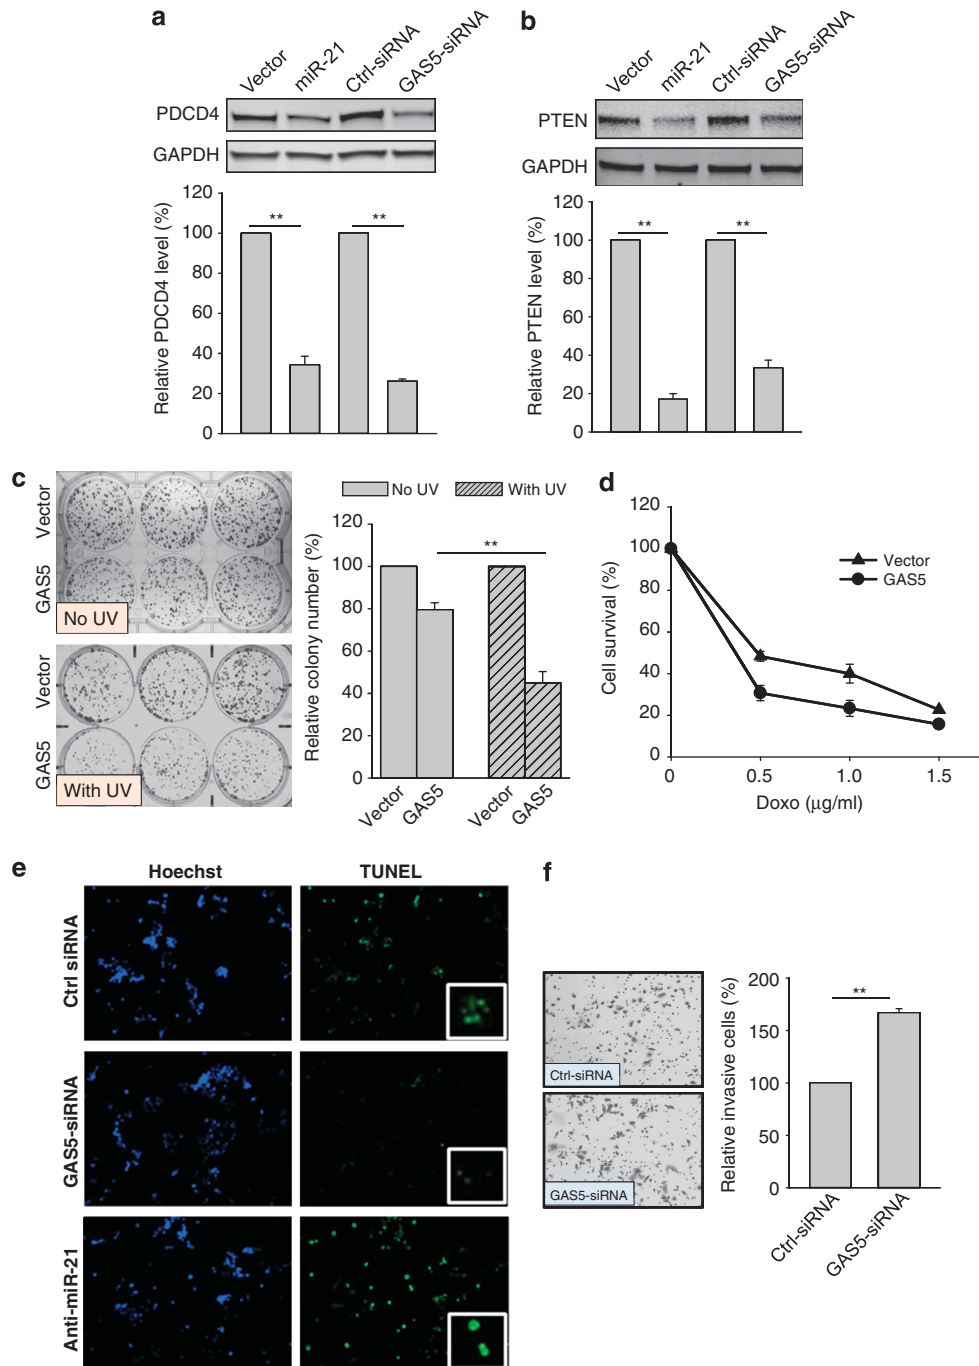 a
Vector
miR-21
Ctrl-siRNA
GAS5-siRNA
PDCD4
GAPDH
120
100
80
60
40
20
0
Relative PDCD4 level (%)
**
**
b
Vector
miR-21
Ctrl-siRNA
GAS5-siRNA
PTEN
GAPDH
120
100
80
60
40
20
0
Relative PTEN level (%)
**
**
c
Vector
GAS5
No UV
Vector
GAS5
With UV
No UV
With UV
120
100
80
60
40
20
0
Relative colony number (%)
**
Vector
GAS5
Vector
GAS5
d
120
100
80
60
40
20
0
Cell survival (%)
Vector
GAS5
0
0.5
1.0
1.5
Doxo (μg/ml)
e
Hoechst
TUNEL
Ctrl siRNA
GAS5-siRNA
Anti-miR-21
f
Ctrl-siRNA
GAS5-siRNA
200
150
100
50
0
Relative invasive cells (%)
**
Ctrl-siRNA
GAS5-siRNA